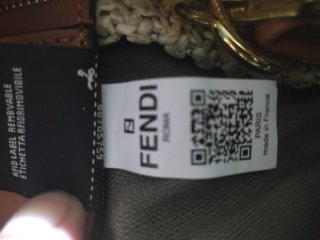 RFID LABEL REMOVABLE
ETICHETTA RFID RIMOVIBILE
FENDI
ROMA
PARIS
made in France